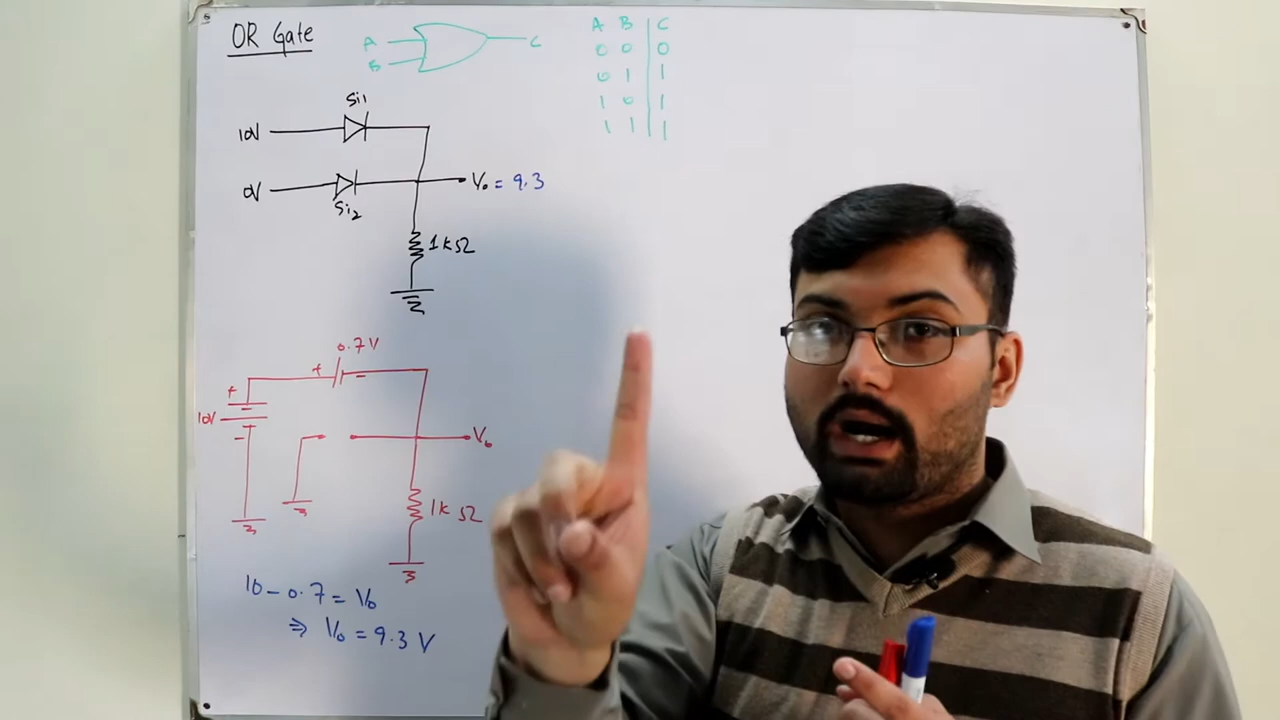 OR Gate
A
B
C
A B C
0 0 0
0 1 1
1 0 1
1 1 1
Si1
10V
0V
Si2
Vo = 9.3
1kΩ
0.7V
+ -
+
10V
-
Vo
1kΩ
10 - 0.7 = Vo
⇒ Vo = 9.3 V